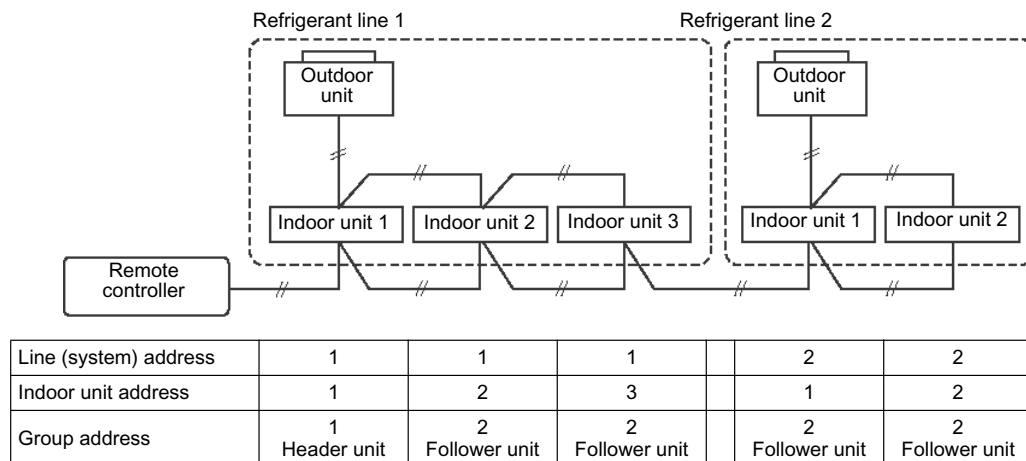 Refrigerant line 1
Refrigerant line 2
Outdoor
unit
Outdoor
unit
Indoor unit 1
Indoor unit 2
Indoor unit 3
Indoor unit 1
Indoor unit 2
Remote
controller
Line (system) address 1 1 1 2 2
Indoor unit address 1 2 3 1 2
Group address
1 2 2 2 2
Header unit Follower unit Follower unit Follower unit Follower unit